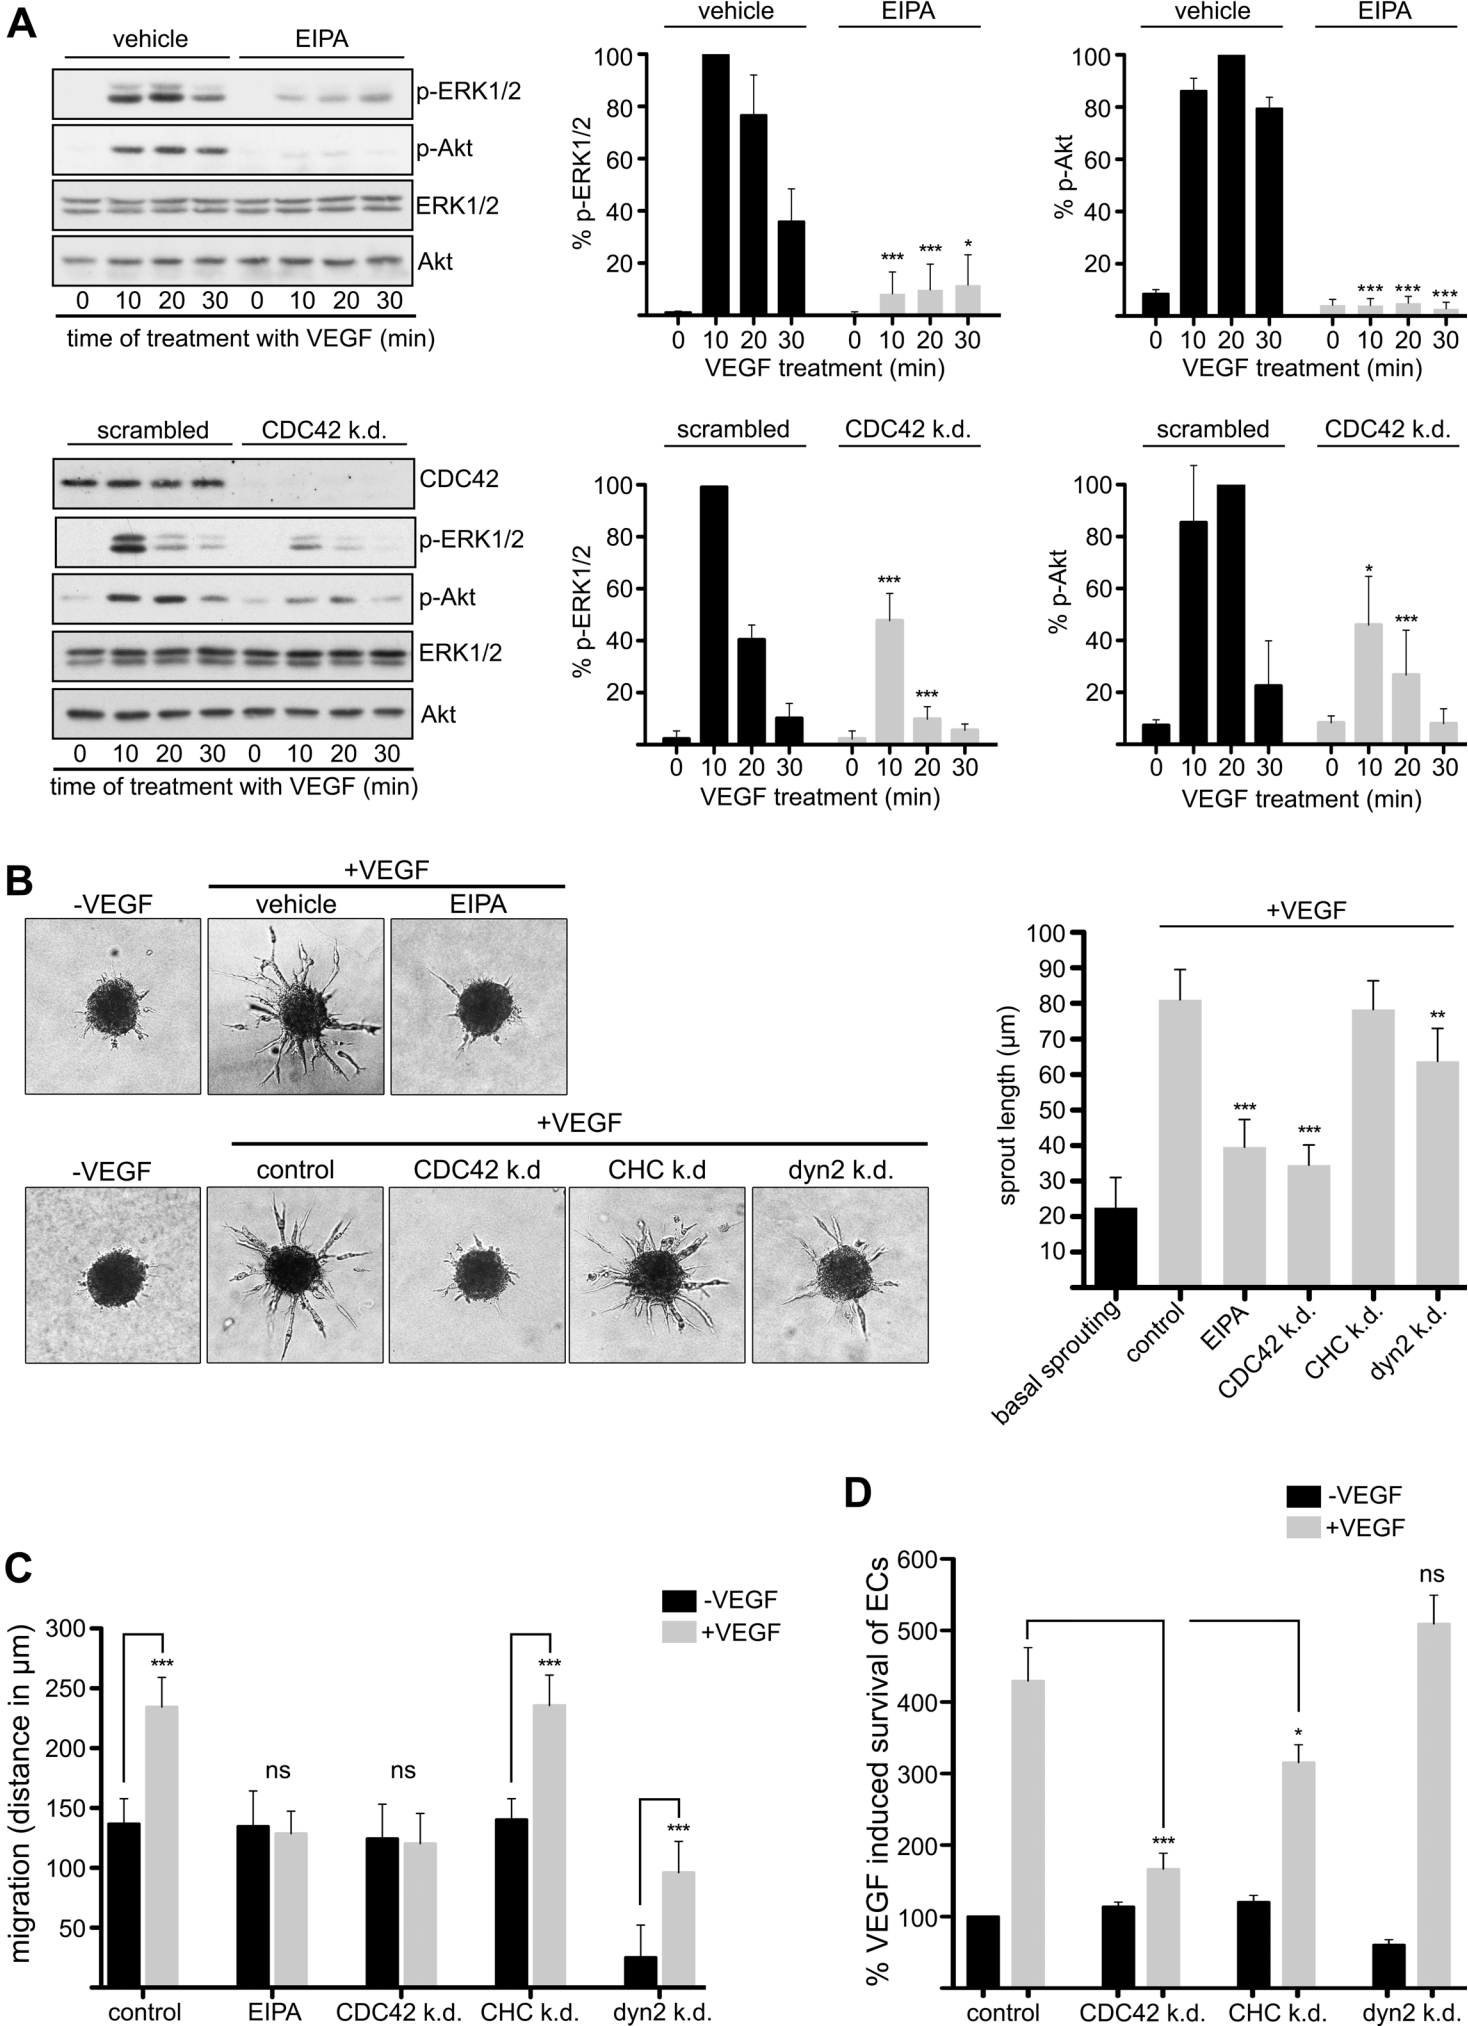 A
vehicle EIPA
p-ERK1/2
p-Akt
ERK1/2
Akt
0 10 20 30 0 10 20 30
time of treatment with VEGF (min)
vehicle EIPA
% p-ERK1/2
100
80
60
40
20
*** *** *
0 10 20 30 0 10 20 30
VEGF treatment (min)
vehicle EIPA
% p-Akt
100
80
60
40
20
*** *** ***
0 10 20 30 0 10 20 30
VEGF treatment (min)
scrambled CDC42 k.d.
CDC42
p-ERK1/2
p-Akt
ERK1/2
Akt
0 10 20 30 0 10 20 30
time of treatment with VEGF (min)
scrambled CDC42 k.d.
% p-ERK1/2
100
80
60
40
20
***
***
0 10 20 30 0 10 20 30
VEGF treatment (min)
scrambled CDC42 k.d.
% p-Akt
100
80
60
40
20
*
***
0 10 20 30 0 10 20 30
VEGF treatment (min)
B
+VEGF
-VEGF vehicle EIPA
+VEGF
-VEGF control CDC42 k.d CHC k.d dyn2 k.d.
+VEGF
sprout length (µm)
100
90
80
70
60
50
40
30
20
10
*** *** **
basal sprouting control EIPA CDC42 k.d. CHC k.d. dyn2 k.d.
C
-VEGF
+VEGF
migration (distance in µm)
300
250
200
150
100
50
*** ns ns *** ***
control EIPA CDC42 k.d. CHC k.d. dyn2 k.d.
D
-VEGF
+VEGF
% VEGF induced survival of ECs
600
500
400
300
200
100
*** * ns
control CDC42 k.d. CHC k.d. dyn2 k.d.